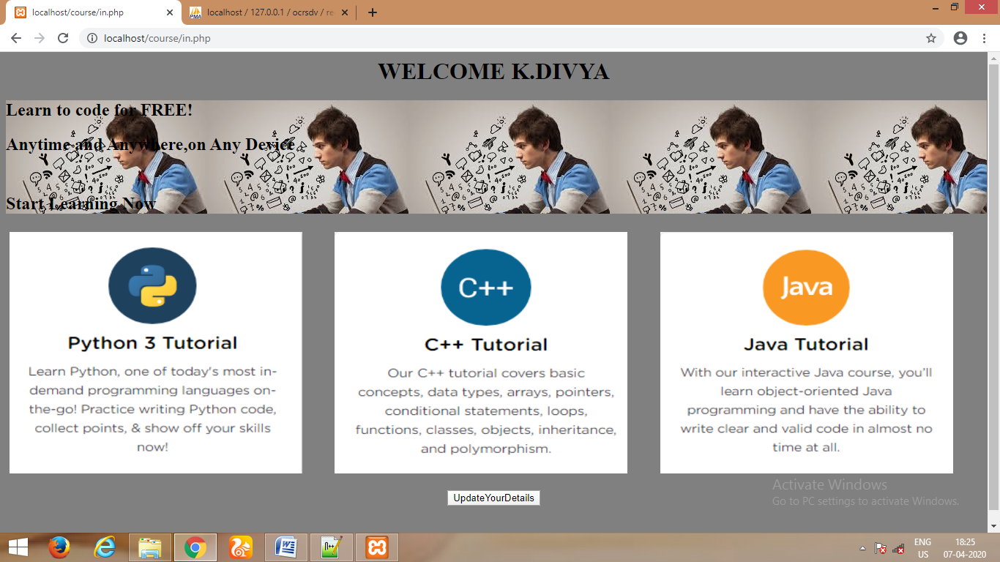 localhost/course/in.php
localhost / 127.0.0.1 / ocrsdv / re
localhost/course/in.php
WELCOME K.DIVYA
Learn to code for FREE!
Anytime and Anywhere,on Any Device
Start Learning Now
C++
Java
Python 3 Tutorial
Learn Python, one of today's most in-
demand programming languages on-
the-go! Practice writing Python code,
collect points, & show off your skills
now!
C++ Tutorial
Our C++ tutorial covers basic
concepts, data types, arrays, pointers,
conditional statements, loops,
functions, classes, objects, inheritance,
and polymorphism.
Java Tutorial
With our interactive Java course, you'll
learn object-oriented Java
programming and have the ability to
write clear and valid code in almost no
time at all.
UpdateYourDetails
Activate Windows
Go to PC settings to activate Windows.
ENG
US
18:25
07-04-2020